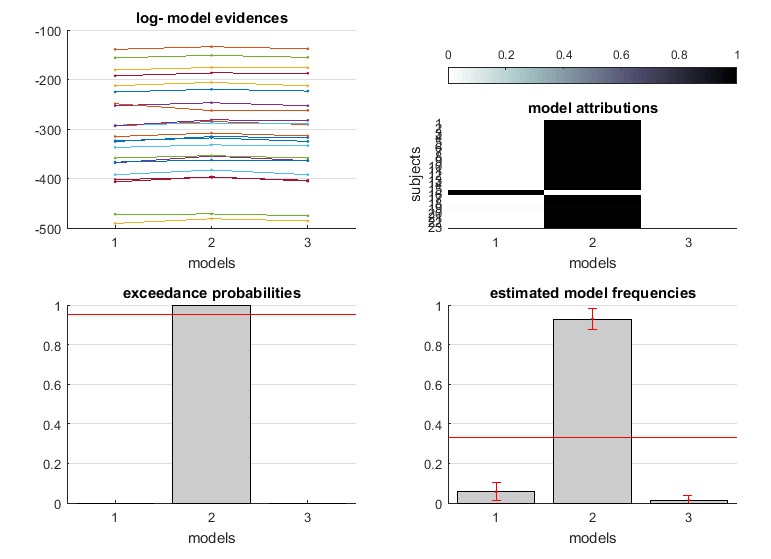 log- model evidences
-100
-200
-300
-400
-500
1 2 3
models
0 0.2 0.4 0.6 0.8 1
model attributions
subjects
23
1 2 3
models
exceedance probabilities
1
0.8
0.6
0.4
0.2
0
1 2 3
models
estimated model frequencies
1
0.8
0.6
0.4
0.2
0
1 2 3
models